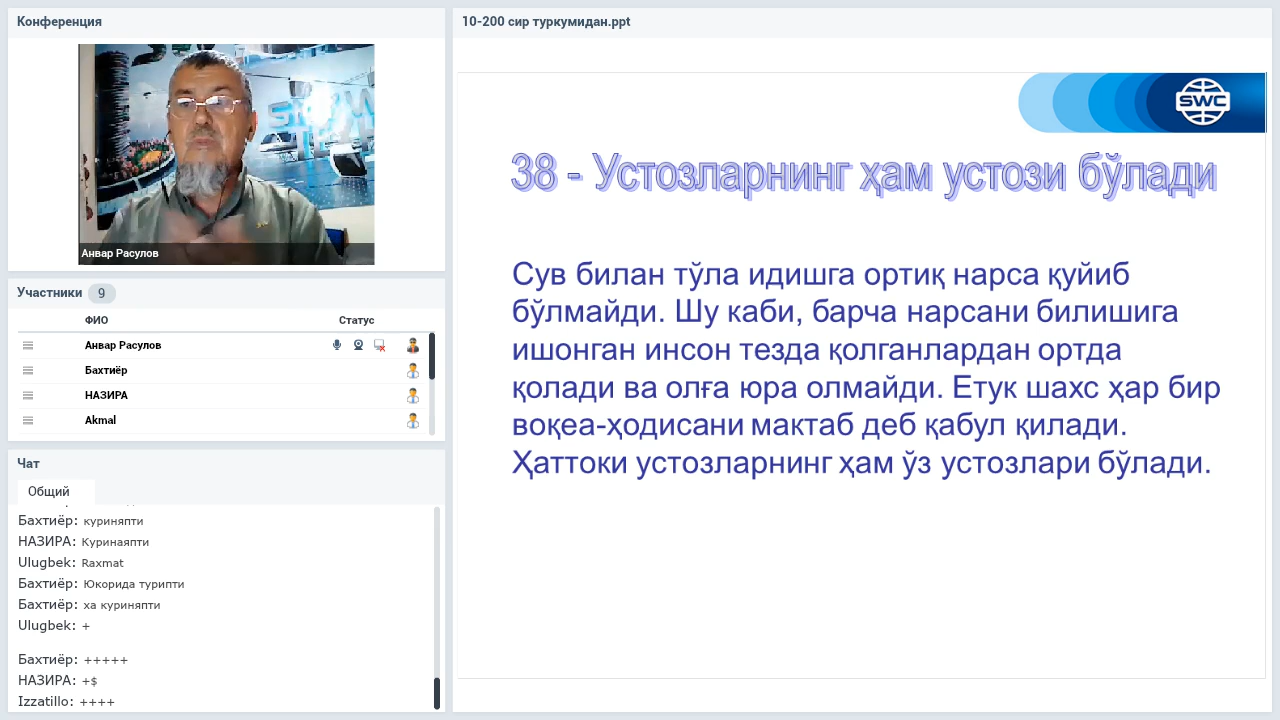 Конференция
Анвар Расулов
Участники 9
ФИО Статус
Анвар Расулов
Бахтиёр
НАЗИРА
Akmal
Чат
Общий
Бахтиёр: куриняпти
НАЗИРА: Куринаяпти
Ulugbek: Raxmat
Бахтиёр: Юкорида турипти
Бахтиёр: ха куриняпти
Ulugbek: +
Бахтиёр: +++++
НАЗИРА: +$
Izzatillo: ++++
10-200 сир туркумидан.ppt
SWC
38 - Устозларнинг ҳам устози бўлади
Сув билан тўла идишга ортиқ нарса қуйиб
бўлмайди. Шу каби, барча нарсани билишига
ишонган инсон тезда қолганлардан ортда
қолади ва олға юра олмайди. Етук шахс ҳар бир
воқеа-ҳодисани мактаб деб қабул қилади.
Ҳаттоки устозларнинг ҳам ўз устозлари бўлади.